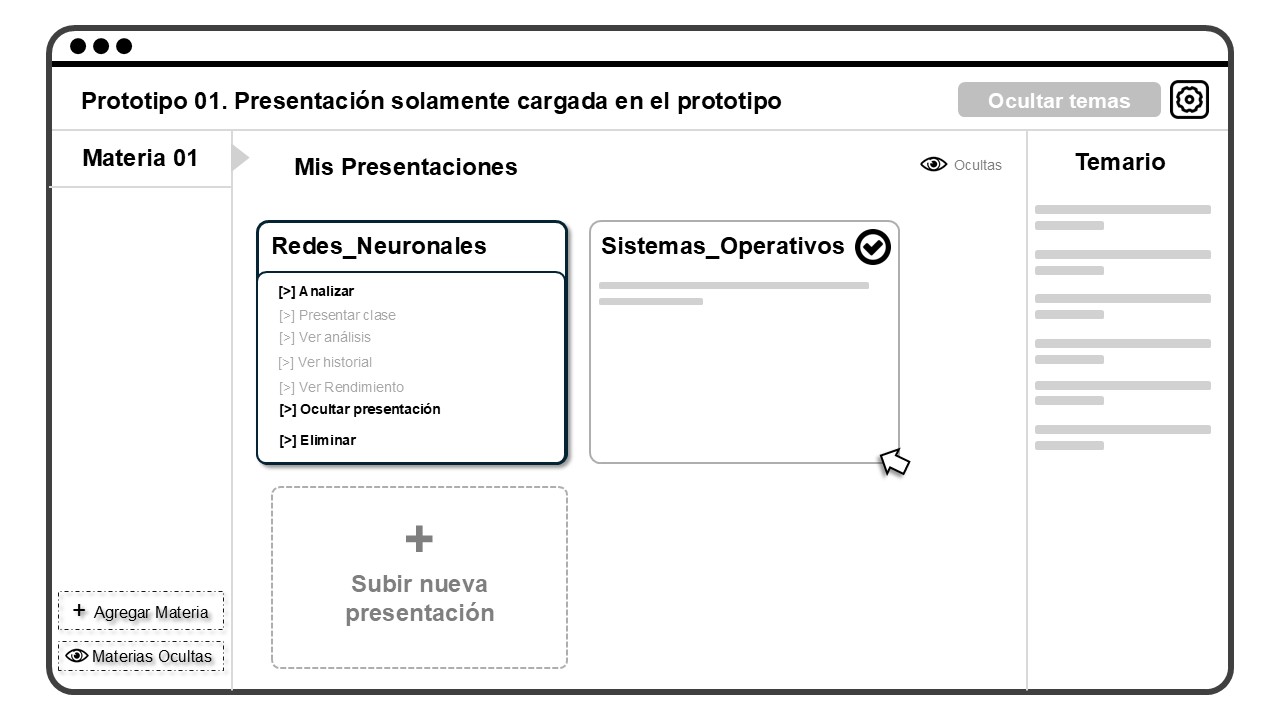 Prototipo 01. Presentación solamente cargada en el prototipo
Ocultar temas
Materia 01
Mis Presentaciones
Ocultas
Temario
Redes_Neuronales
[>] Analizar
[>] Presentar clase
[>] Ver análisis
[>] Ver historial
[>] Ver Rendimiento
[>] Ocultar presentación
[>] Eliminar
Sistemas_Operativos
+
Subir nueva
presentación
+ Agregar Materia
Materias Ocultas